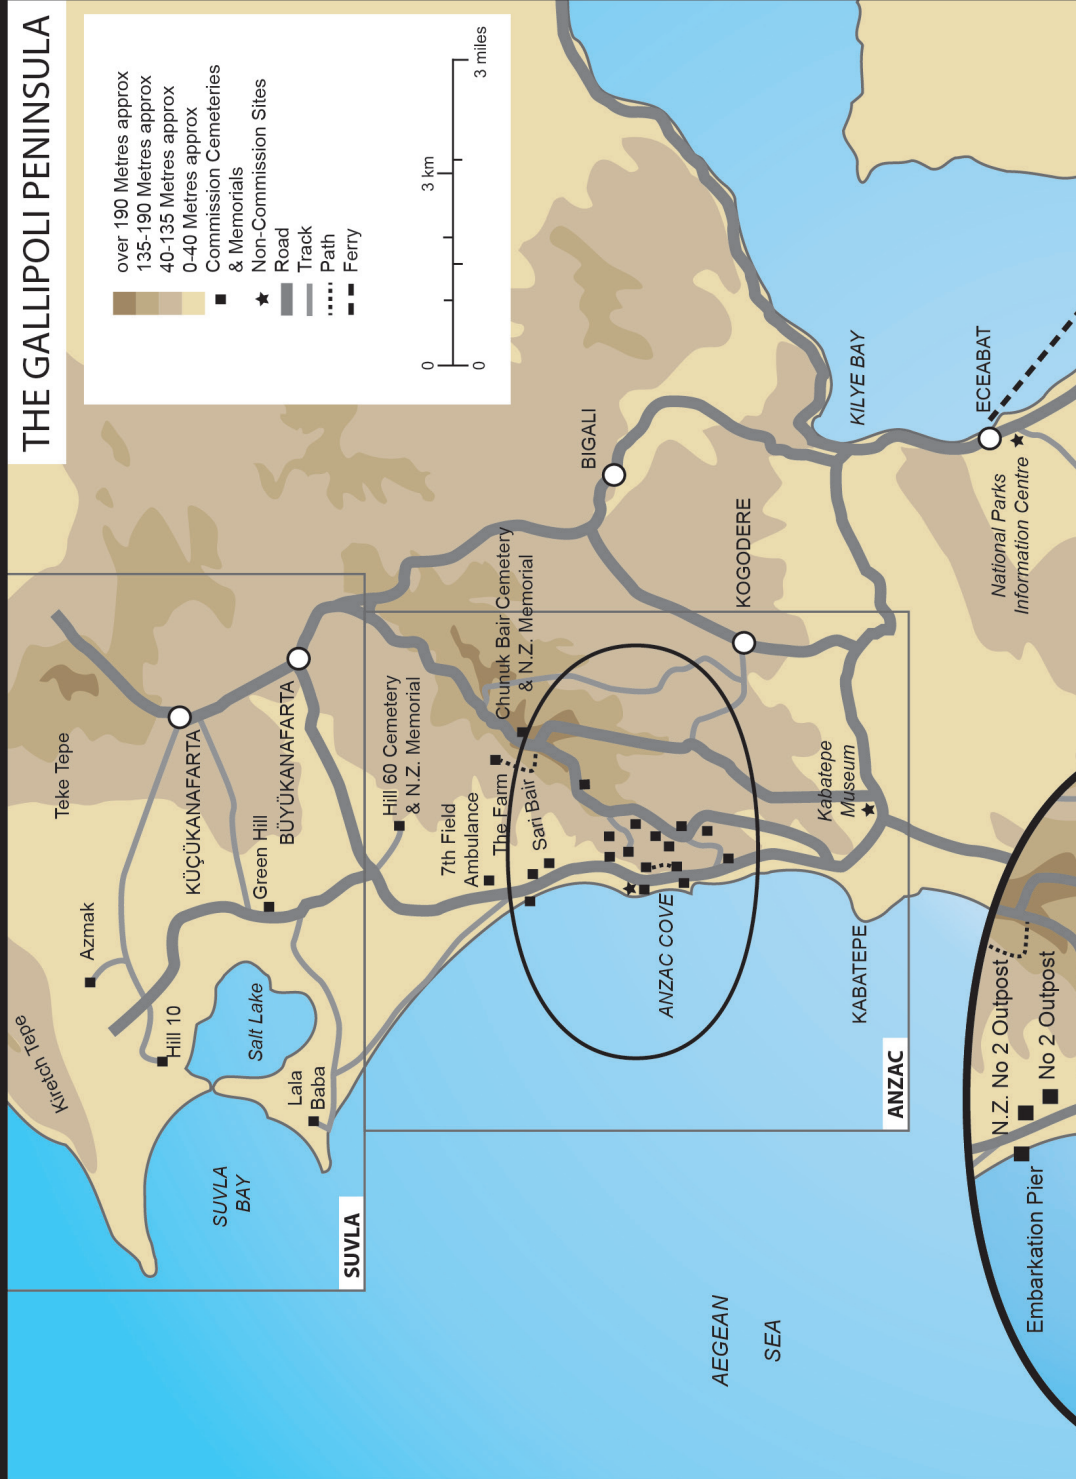 THE GALLIPOLI PENINSULA
over 190 Metres approx
135-190 Metres approx
40-135 Metres approx
0-40 Metres approx
Commission Cemeteries
& Memorials
Non-Commission Sites
Road
Track
Path
Ferry
3 km
0
0
3 miles
Teke Tepe
KÜÇÜKANAFARTA
BÜYÜKANAFARTA
Green Hill
Azmak
Kiretch Tepe
Hill 10
Salt Lake
Lala
Baba
SUVLA
BAY
SUVLA
Hill 60 Cemetery
& N.Z. Memorial
7th Field
Ambulance
The Farm
Sari Bair
Chunuk Bair Cemetery
& N.Z. Memorial
BIGALI
KOGODERE
KILYE BAY
ECEABAT
National Parks
Information Centre
Kabatepe
Museum
ANZAC COVE
KABATEPE
ANZAC
AEGEAN
SEA
N.Z. No 2 Outpost
No 2 Outpost
Embarkation Pier